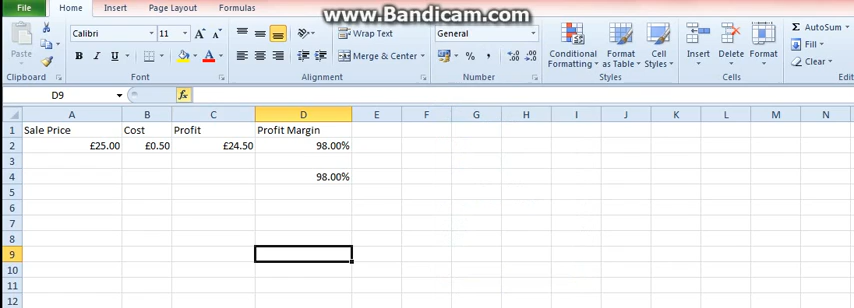 www.Bandicam.com
File Home Insert Page Layout Formulas
Paste
Calibri 11
B I U
Wrap Text
Merge & Center
General
%
Conditional Formatting
Format as Table
Cell Styles
Insert Delete Format
Σ AutoSum
Fill
Clear
Clipboard Font Alignment Number Styles Cells
D9 fx
A B C D E F G H I J K L M N
1 Sale Price Cost Profit Profit Margin
2 £25.00 £0.50 £24.50 98.00%
3
4 98.00%
5
6
7
8
9
10
11
12